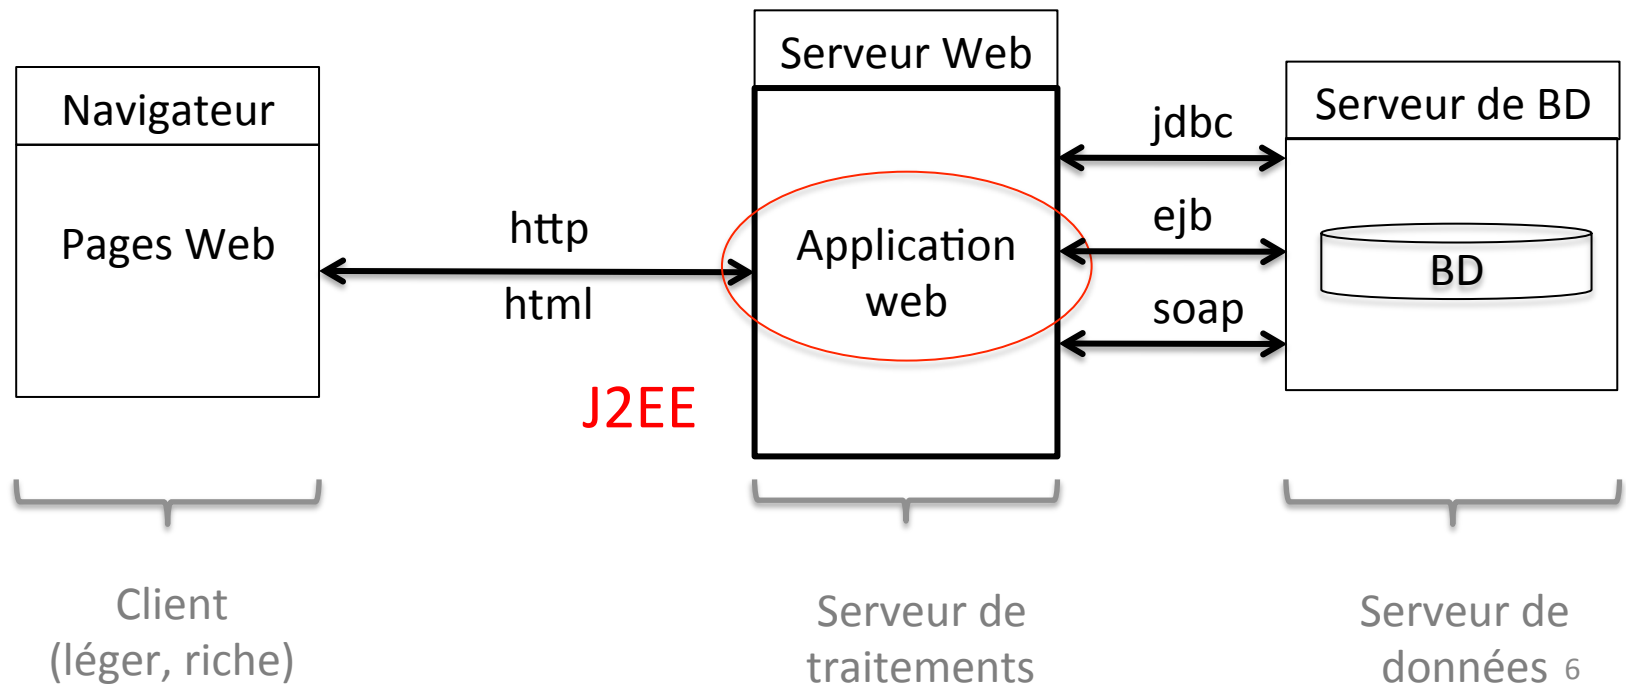 Navigateur
Pages Web
http
html
J2EE
Serveur Web
Application
web
jdbc
ejb
soap
Serveur de BD
BD
Client
(léger, riche)
Serveur de
traitements
Serveur de
données 6